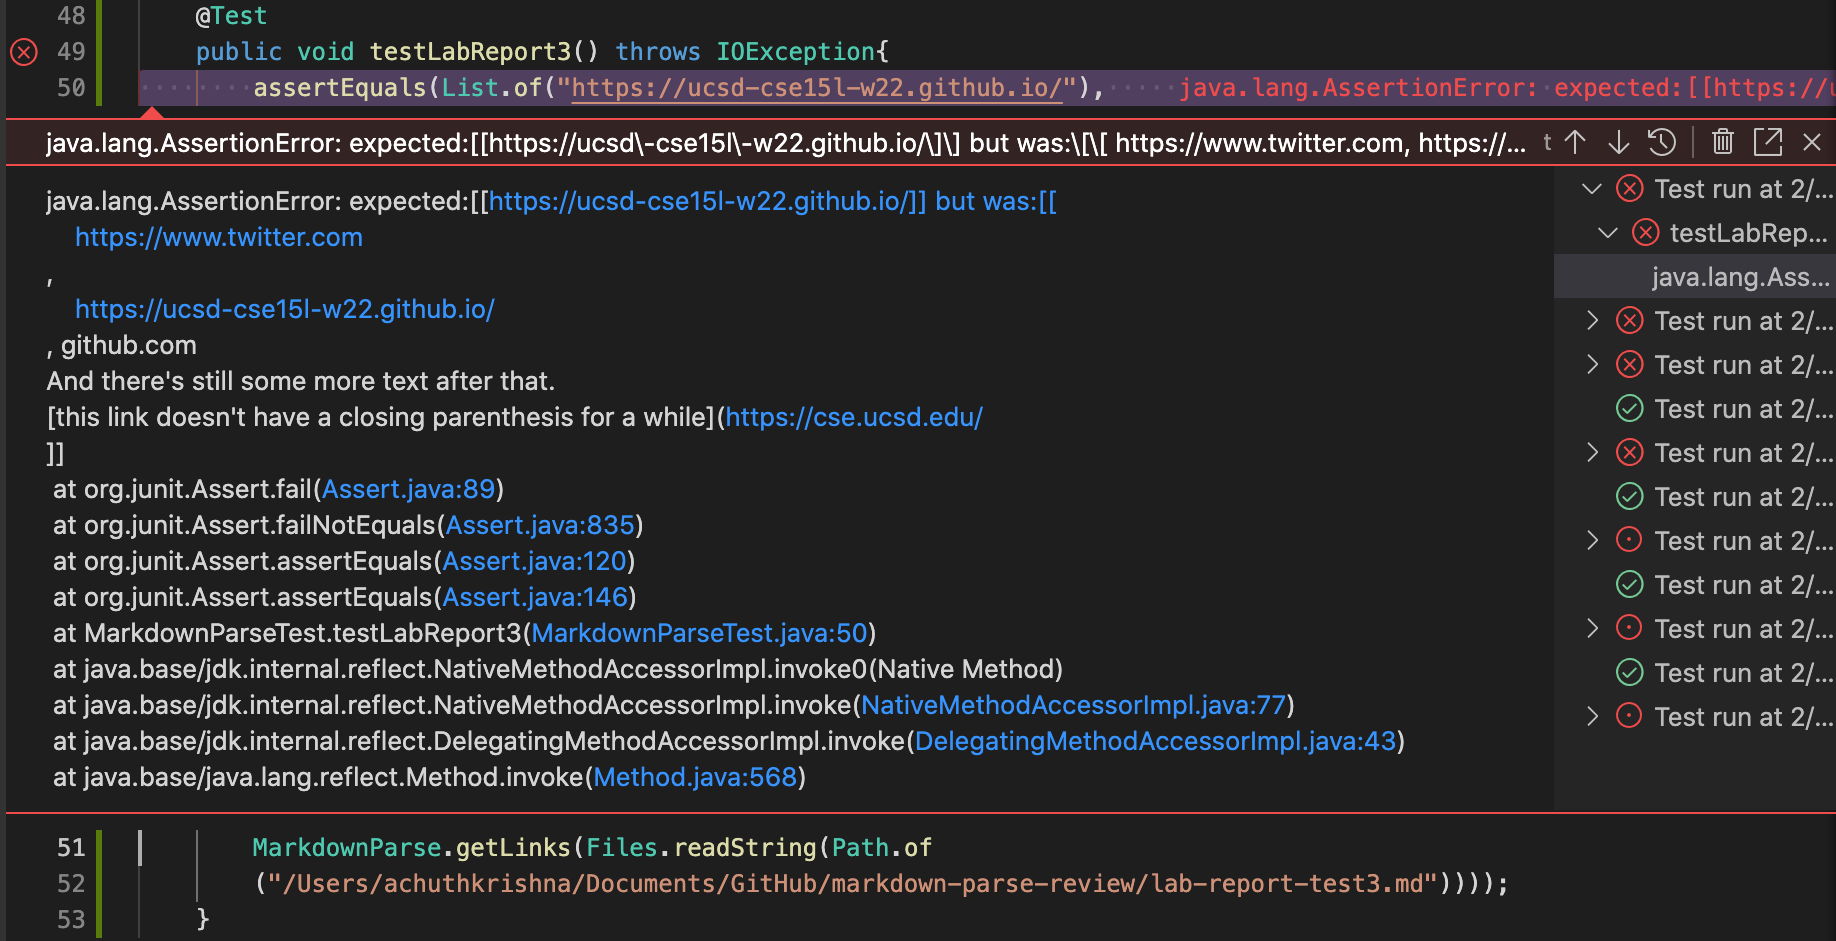 48 @Test
49 public void testLabReport3() throws IOException{
50 assertEquals(List.of("https://ucsd-cse15l-w22.github.io/"), java.lang.AssertionError: expected:[[https://u
java.lang.AssertionError: expected:[[https://ucsd\-cse15l\-w22.github.io/\]\] but was:\[\[ https://www.twitter.com, https://... t
java.lang.AssertionError: expected:[[https://ucsd-cse15l-w22.github.io/]] but was:[[
https://www.twitter.com
,
https://ucsd-cse15l-w22.github.io/
, github.com
And there's still some more text after that.
[this link doesn't have a closing parenthesis for a while](https://cse.ucsd.edu/
]]
at org.junit.Assert.fail(Assert.java:89)
at org.junit.Assert.failNotEquals(Assert.java:835)
at org.junit.Assert.assertEquals(Assert.java:120)
at org.junit.Assert.assertEquals(Assert.java:146)
at MarkdownParseTest.testLabReport3(MarkdownParseTest.java:50)
at java.base/jdk.internal.reflect.NativeMethodAccessorImpl.invoke0(Native Method)
at java.base/jdk.internal.reflect.NativeMethodAccessorImpl.invoke(NativeMethodAccessorImpl.java:77)
at java.base/jdk.internal.reflect.DelegatingMethodAccessorImpl.invoke(DelegatingMethodAccessorImpl.java:43)
at java.base/java.lang.reflect.Method.invoke(Method.java:568)
Test run at 2/...
testLabRep...
java.lang.Ass...
Test run at 2/...
Test run at 2/...
Test run at 2/...
Test run at 2/...
Test run at 2/...
Test run at 2/...
Test run at 2/...
Test run at 2/...
Test run at 2/...
Test run at 2/...
51 MarkdownParse.getLinks(Files.readString(Path.of
52 ("/Users/achuthkrishna/Documents/GitHub/markdown-parse-review/lab-report-test3.md"))));
53 }